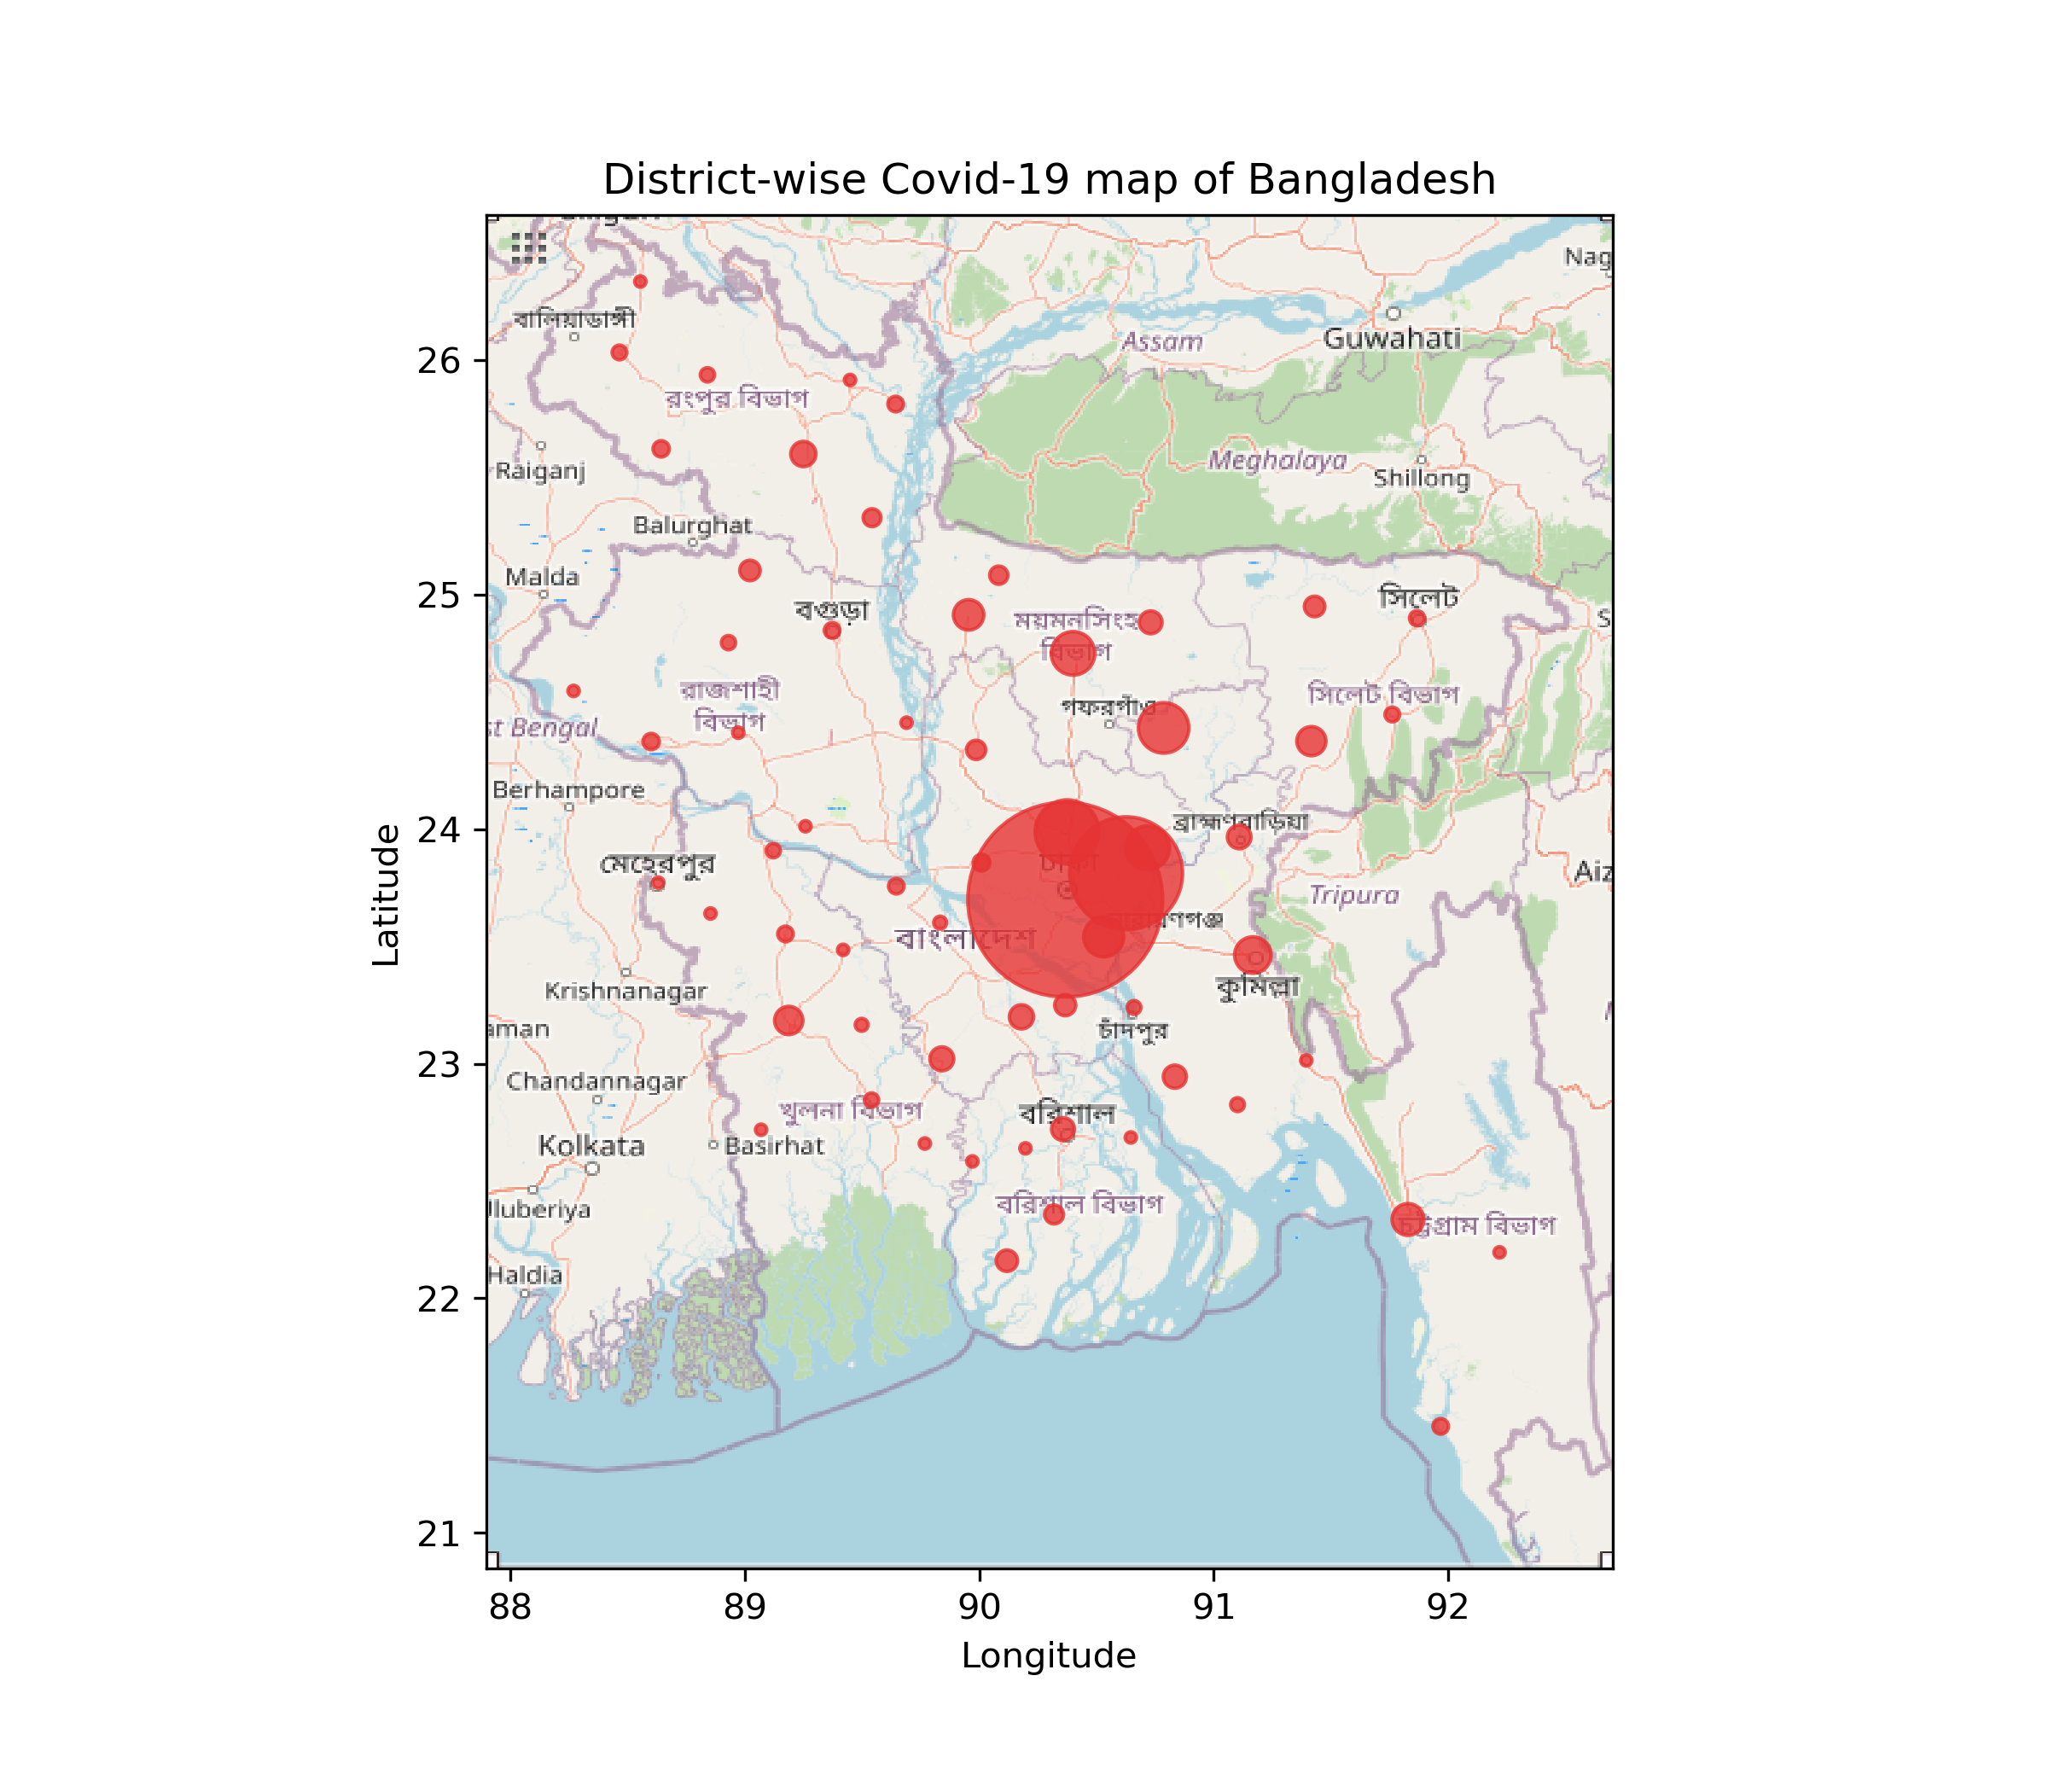 District-wise Covid-19 map of Bangladesh
Nag
বালিয়াডাঙ্গী
Assam
Guwahati
26
রংপুর বিভাগ
Raiganj
Meghalaya
Shillong
Balurghat
Malda
25
বগুড়া
সিলেট
ময়মনসিংহ
বিভাগ
রাজশাহী
বিভাগ
সিলেট বিভাগ
গফরগাঁও
st Bengal
Berhampore
24
ব্রাহ্মণবাড়িয়া
মেহেরপুর
ঢাকা
Aiz
Tripura
Latitude
বাংলাদেশ
Krishnanagar
কুমিল্লা
aman
চাঁদপুর
23
Chandannagar
খুলনা বিভাগ
বরিশাল
Kolkata
Basirhat
বরিশাল বিভাগ
Uluberiya
চট্টগ্রাম বিভাগ
Haldia
22
21
88 89 90 91 92
Longitude